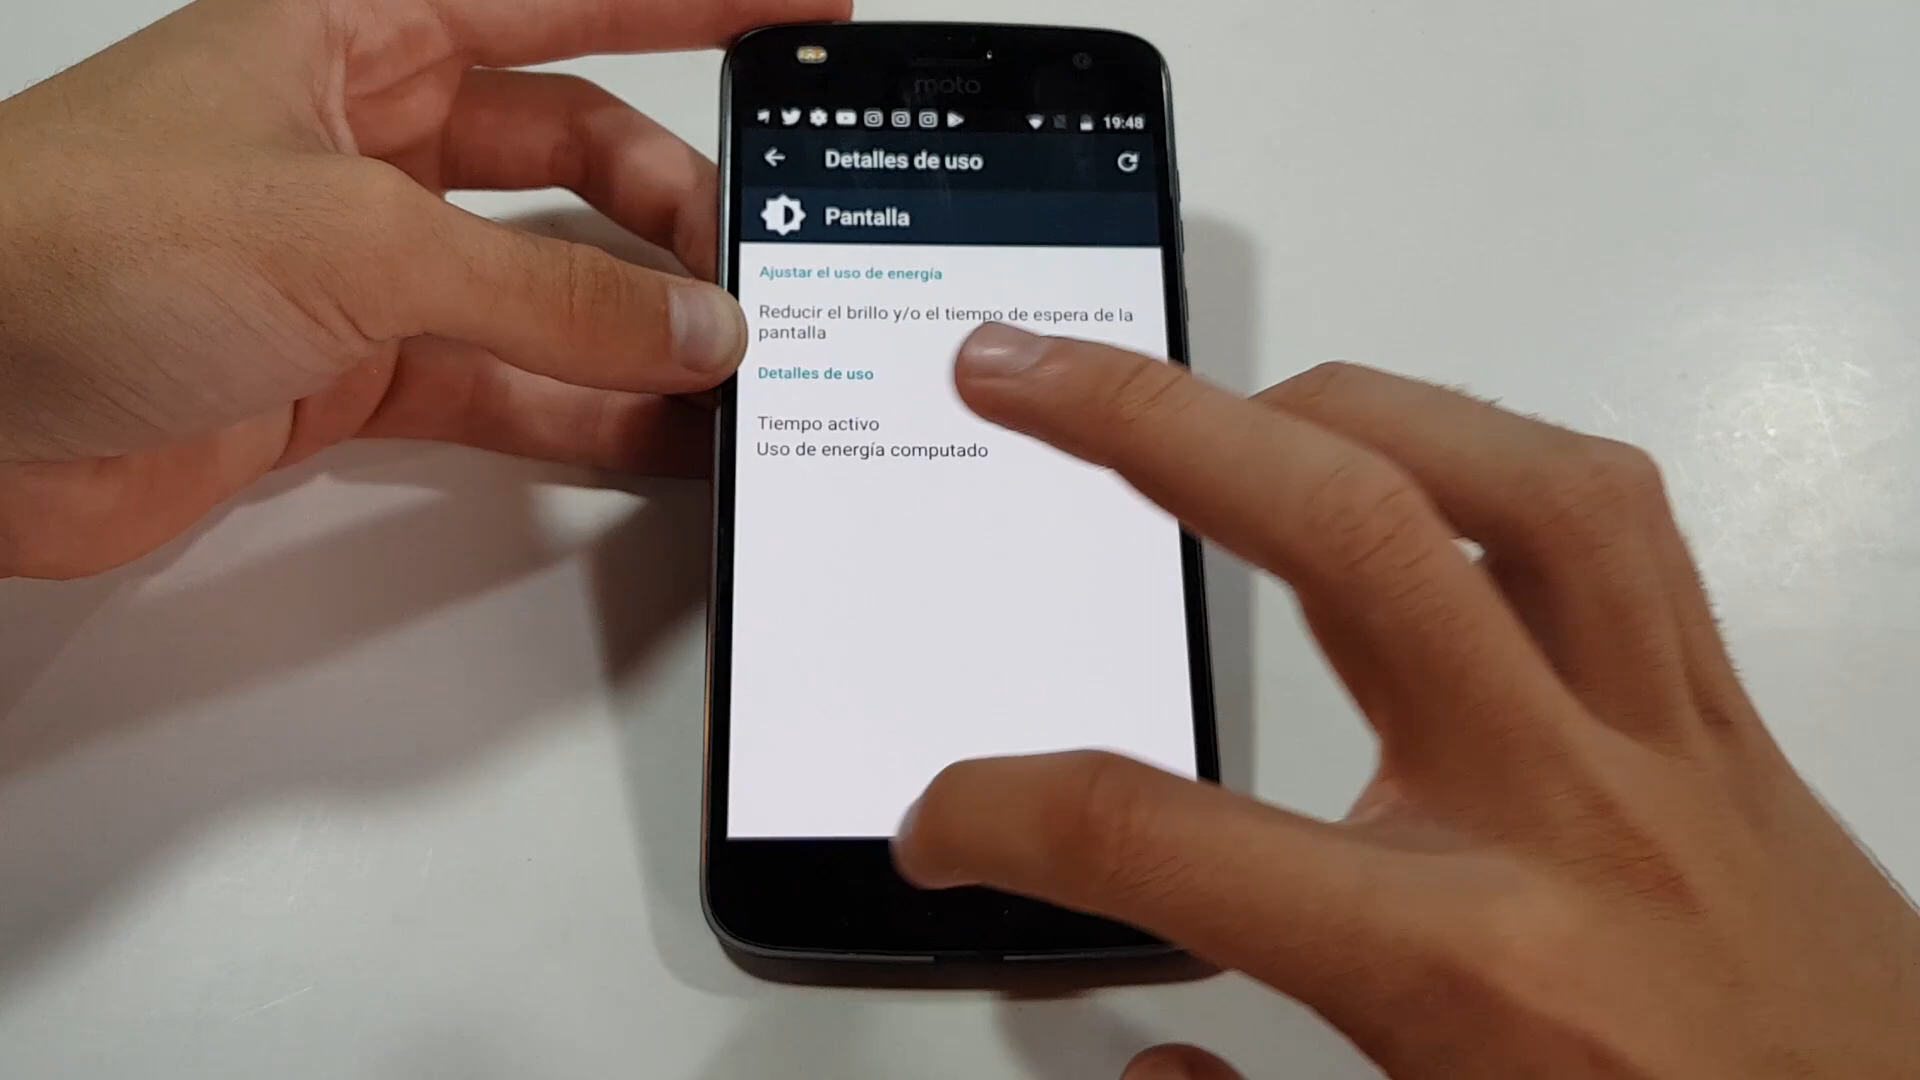 moto
19:48
Detalles de uso
Pantalla
Ajustar el uso de energía
Reducir el brillo y/o el tiempo de espera de la
pantalla
Detalles de uso
Tiempo activo
Uso de energía computado